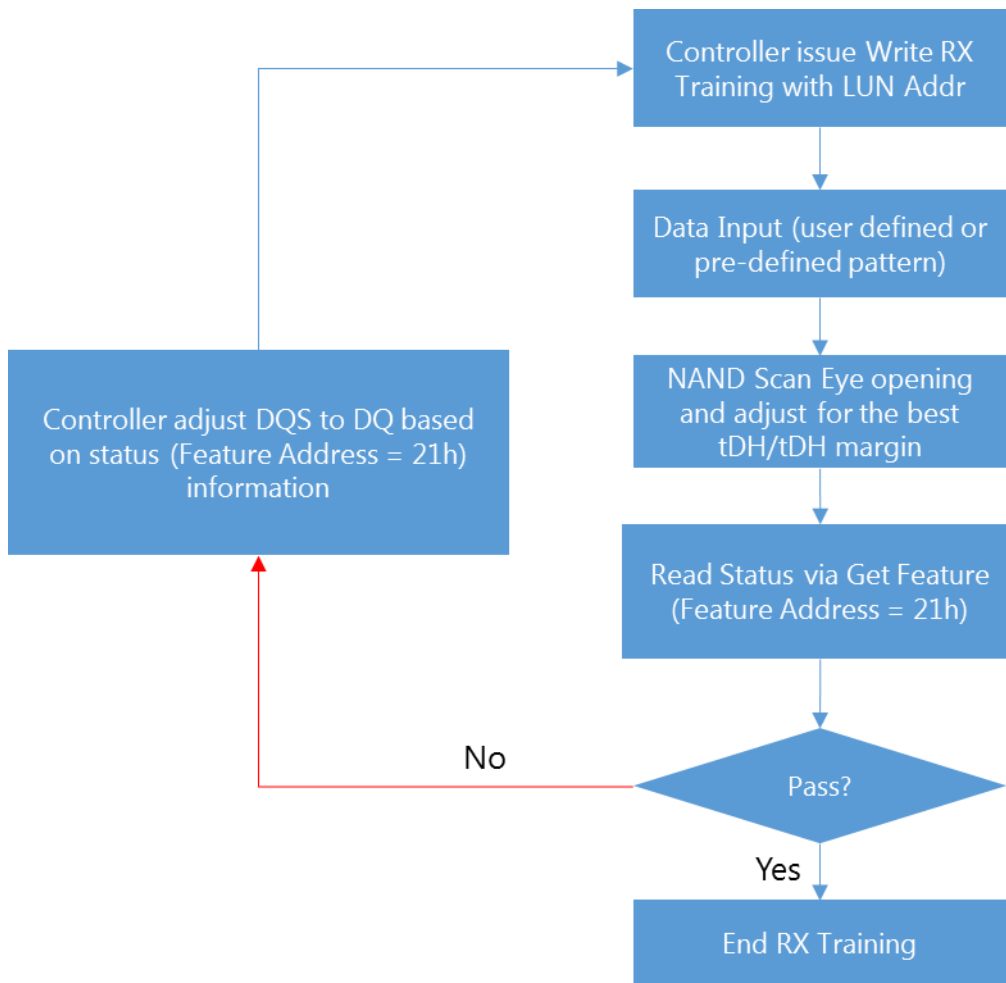 Controller issue Write RX
Training with LUN Addr
Data Input (user defined or
pre-defined pattern)
NAND Scan Eye opening
and adjust for the best
tDH/tDH margin
Controller adjust DQS to DQ based
on status (Feature Address = 21h)
information
Read Status via Get Feature
(Feature Address = 21h)
No
Pass?
Yes
End RX Training